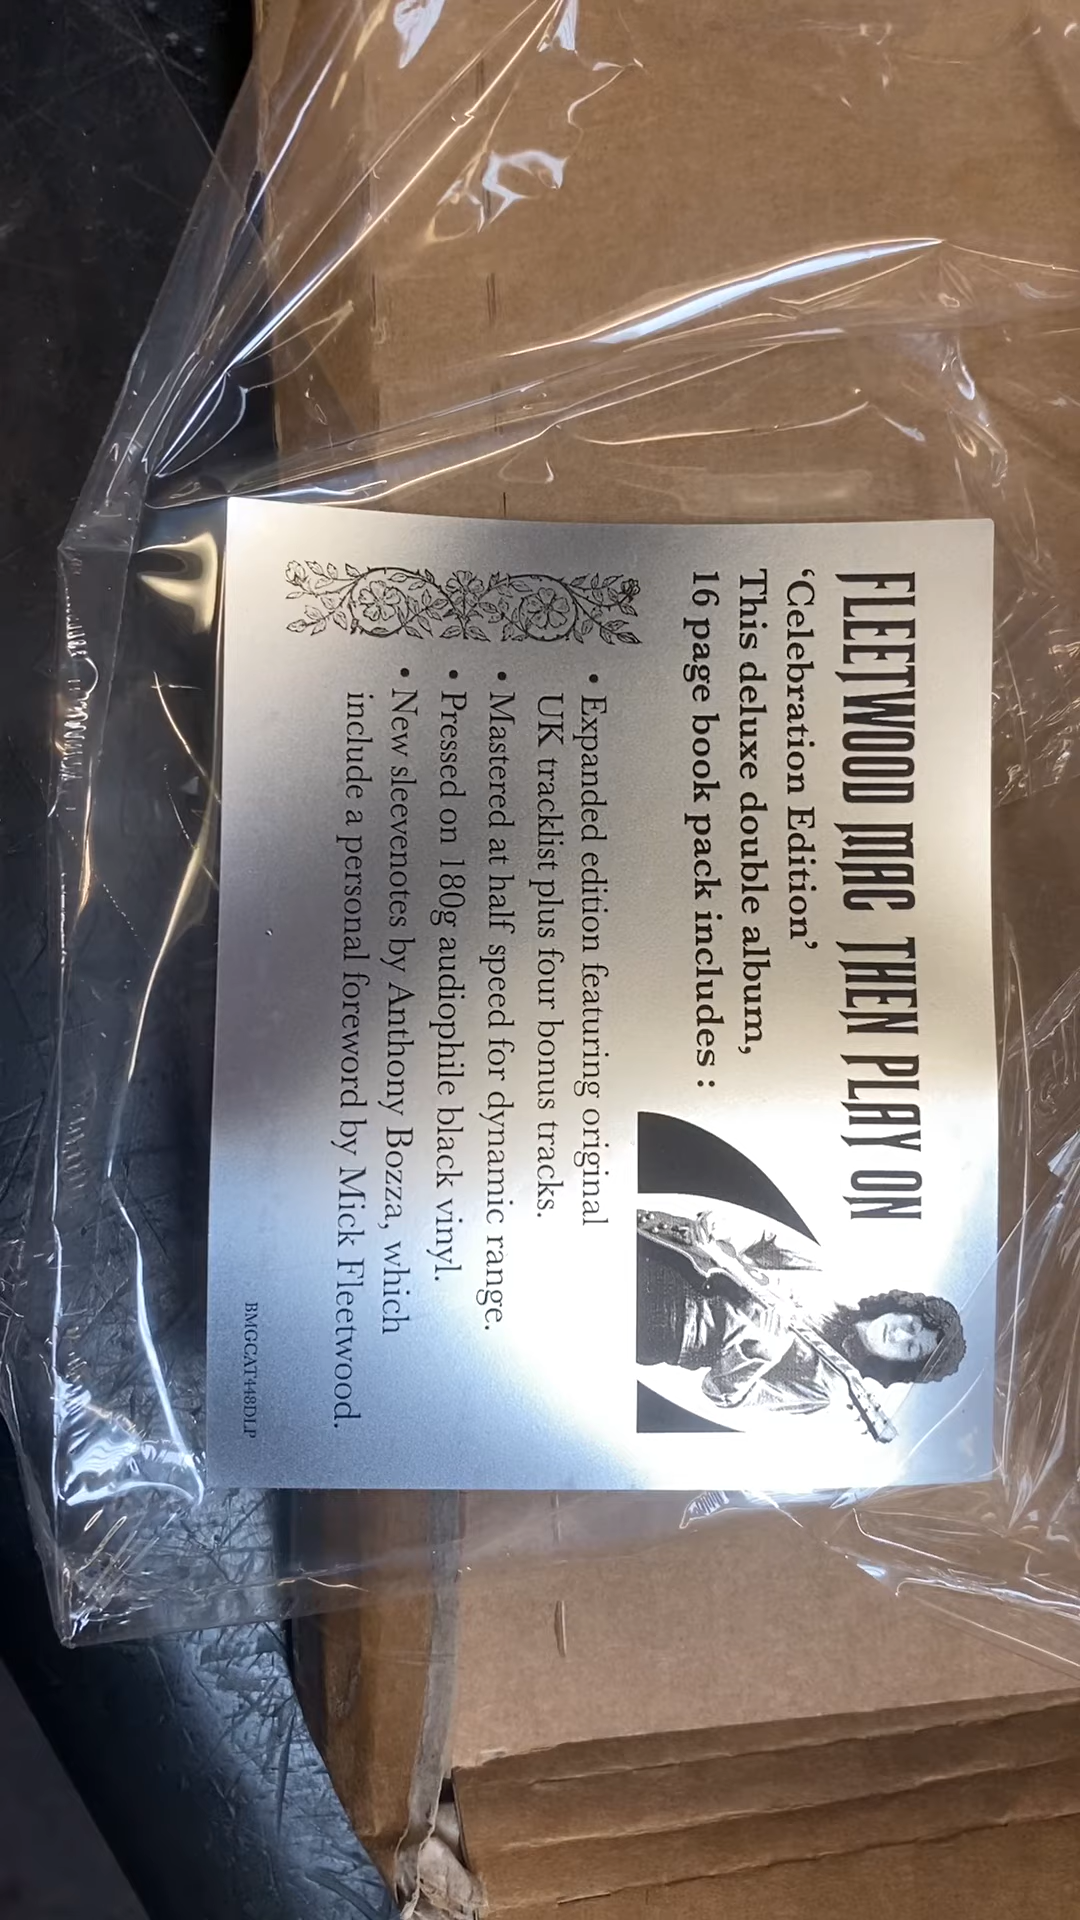 FLEETWOOD MAC THEN PLAY ON
‘Celebration Edition’
This deluxe double album,
16 page book pack includes :
• Expanded edition featuring original
UK tracklist plus four bonus tracks.
• Mastered at half speed for dynamic range.
• Pressed on 180g audiophile black vinyl.
• New sleevenotes by Anthony Bozza, which
include a personal foreword by Mick Fleetwood.
BMGCAT448DLP